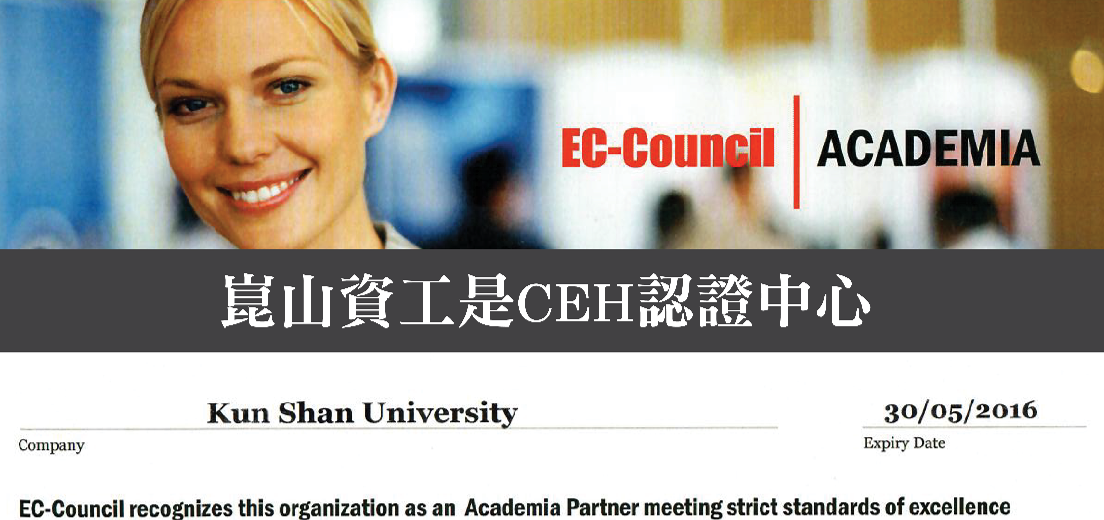 EC-Council | ACADEMIA
崑山資工是CEH認證中心
Kun Shan University 30/05/2016
Company Expiry Date
EC-Council recognizes this organization as an Academia Partner meeting strict standards of excellence